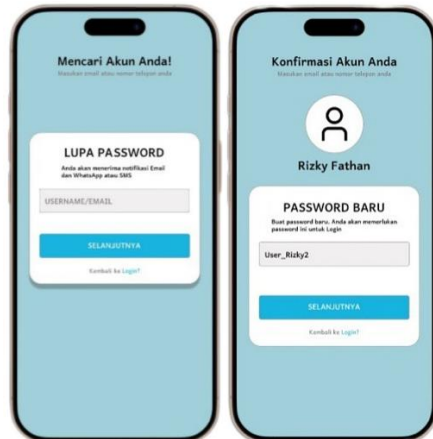 Mencari Akun Anda!
Masukan email atau nomor telepon anda
LUPA PASSWORD
Anda akan menerima notifikasi Email
dan WhatsApp atau SMS
USERNAME/EMAIL
SELANJUTNYA
Kembali ke Login?
Konfirmasi Akun Anda
Masukan email atau nomor telepon anda
Rizky Fathan
PASSWORD BARU
Buat password baru. Anda akan memerlukan
password ini untuk Login
User_Rizky2
SELANJUTNYA
Kembali ke Login?